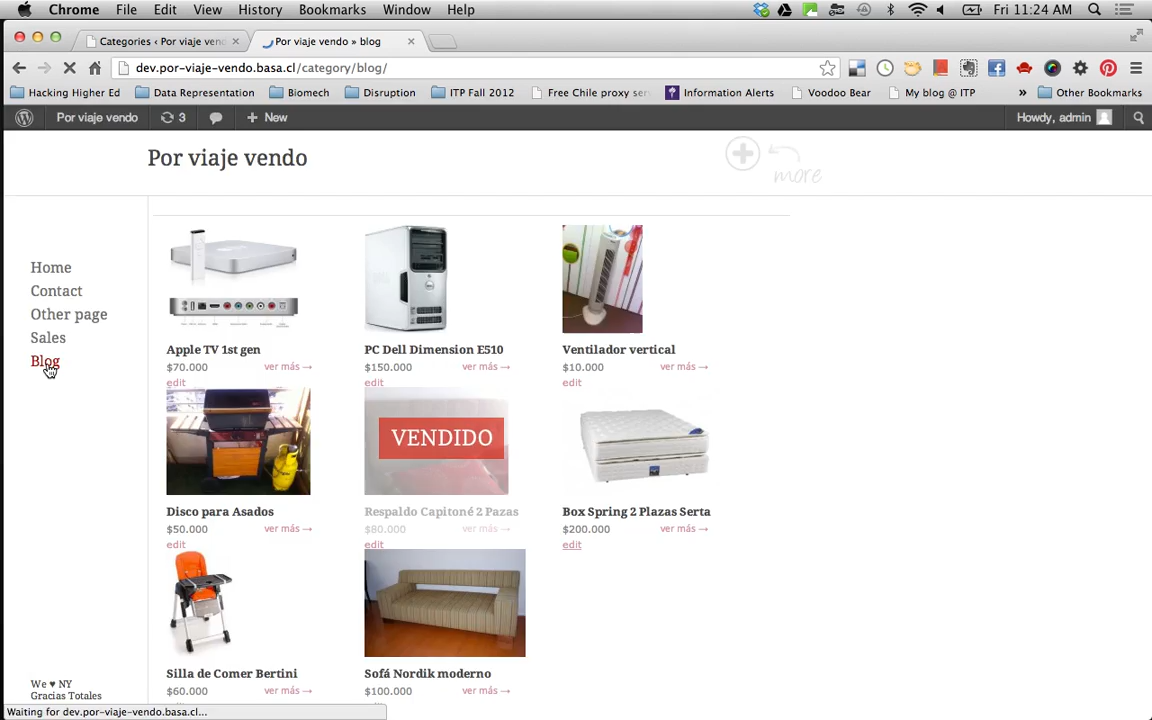 Chrome File Edit View History Bookmarks Window Help Fri 11:24 AM
Categories ‹ Por viaje ven × Por viaje vendo » blog ×
dev.por-viaje-vendo.basa.cl/category/blog/
Hacking Higher Ed Data Representation Biomech Disruption ITP Fall 2012 Free Chile proxy ser Information Alerts Voodoo Bear My blog @ ITP » Other Bookmarks
Por viaje vendo 3 + New Howdy, admin
Por viaje vendo
more
Home
Contact
Other page
Sales
Blog
Apple TV 1st gen
$70.000 ver más →
edit
PC Dell Dimension E510
$150.000 ver más →
edit
Ventilador vertical
$10.000 ver más →
edit
Disco para Asados
$50.000 ver más →
edit
VENDIDO
Respaldo Capitoné 2 Pazas
$80.000 ver más →
edit
Box Spring 2 Plazas Serta
$200.000 ver más →
edit
Silla de Comer Bertini
$60.000 ver más →
Sofá Nordik moderno
$100.000 ver más →
We ♥ NY
Gracias Totales
Waiting for dev.por-viaje-vendo.basa.cl...